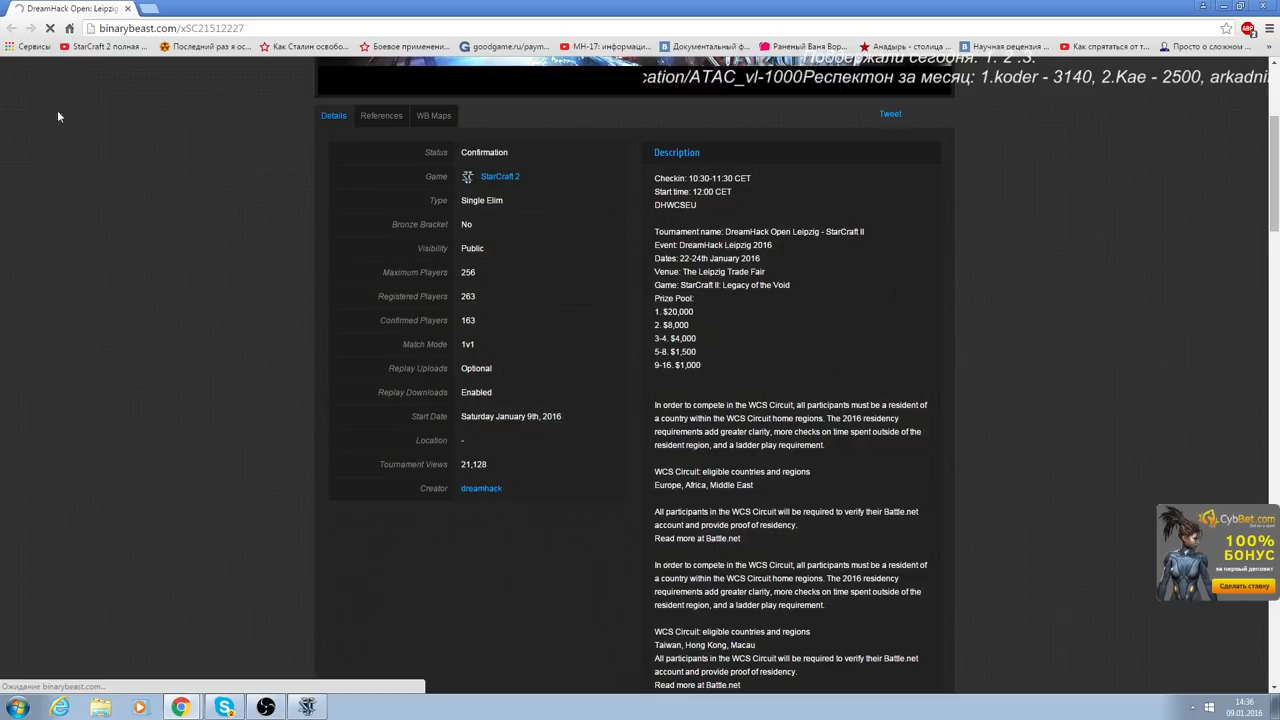 DreamHack Open: Leipzig
binarybeast.com/xSC21512227
Сервисы
StarCraft 2 полная ...
Последний раз я ос...
Как Сталин освобо...
Боевое применени...
goodgame.ru/paym...
МН-17: информаци...
Документальный ф...
Раненый Ваня Вор...
Анадырь - столица ...
Научная рецензия ...
Как спрятаться от т...
Просто о сложном ...
Поддержали сегодня: 1. 2 .3.
cation/ATAC_vl-1000Респектон за месяц: 1.koder - 3140, 2.Kae - 2500, arkadni
Details
References
WB Maps
Tweet
Status Confirmation
Game StarCraft 2
Type Single Elim
Bronze Bracket No
Visibility Public
Maximum Players 256
Registered Players 263
Confirmed Players 163
Match Mode 1v1
Replay Uploads Optional
Replay Downloads Enabled
Start Date Saturday January 9th, 2016
Location -
Tournament Views 21,128
Creator dreamhack
Description
Checkin: 10:30-11:30 CET
Start time: 12:00 CET
DHWCSEU
Tournament name: DreamHack Open Leipzig - StarCraft II
Event: DreamHack Leipzig 2016
Dates: 22-24th January 2016
Venue: The Leipzig Trade Fair
Game: StarCraft II: Legacy of the Void
Prize Pool:
1. $20,000
2. $8,000
3-4. $4,000
5-8. $1,500
9-16. $1,000
In order to compete in the WCS Circuit, all participants must be a resident of
a country within the WCS Circuit home regions. The 2016 residency
requirements add greater clarity, more checks on time spent outside of the
resident region, and a ladder play requirement.
WCS Circuit: eligible countries and regions
Europe, Africa, Middle East
All participants in the WCS Circuit will be required to verify their Battle.net
account and provide proof of residency.
Read more at Battle.net
In order to compete in the WCS Circuit, all participants must be a resident of
a country within the WCS Circuit home regions. The 2016 residency
requirements add greater clarity, more checks on time spent outside of the
resident region, and a ladder play requirement.
WCS Circuit: eligible countries and regions
Taiwan, Hong Kong, Macau
All participants in the WCS Circuit will be required to verify their Battle.net
account and provide proof of residency.
Read more at Battle.net
CybBet.com
100%
БОНУС
за первый депозит
Сделать ставку
Ожидание binarybeast.com...
14:36
09.01.2016